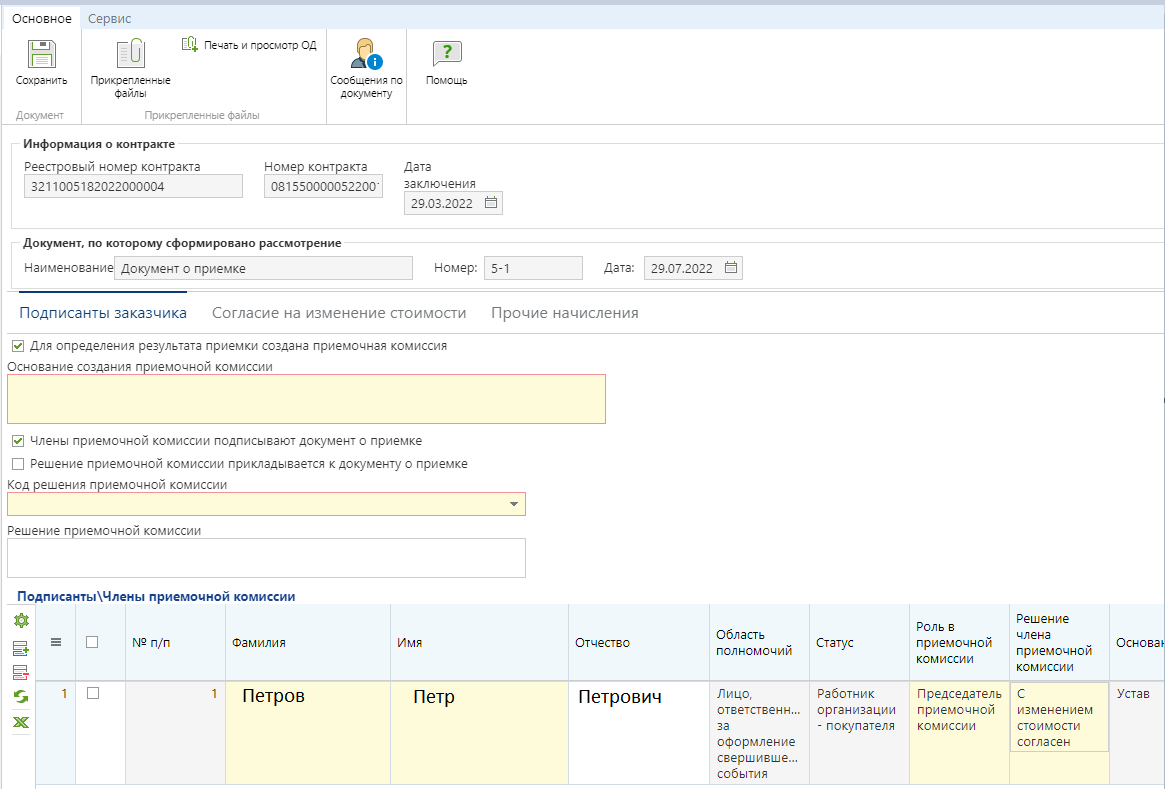 Основное Сервис
Печать и просмотр ОД
Сохранить Прикрепленные файлы Сообщения по документу Помощь
Документ Прикрепленные файлы
Информация о контракте
Реестровый номер контракта Номер контракта Дата заключения
3211005182022000004 081550000052200 29.03.2022
Документ, по которому сформировано рассмотрение
Наименование Документ о приемке Номер: 5-1 Дата: 29.07.2022
Подписанты заказчика Согласие на изменение стоимости Прочие начисления
Для определения результата приемки создана приемочная комиссия
Основание создания приемочной комиссии
Члены приемочной комиссии подписывают документ о приемке
Решение приемочной комиссии прикладывается к документу о приемке
Код решения приемочной комиссии
Решение приемочной комиссии
Подписанты\Члены приемочной комиссии
№ п/п Фамилия Имя Отчество Область полномочий Статус Роль в приемочной комиссии Решение члена приемочной комиссии Основан
1 1 Петров Петр Петрович Лицо, ответственн... за оформление свершивше... события Работник организации - покупателя Председатель приемочной комиссии С изменением стоимости согласен Устав